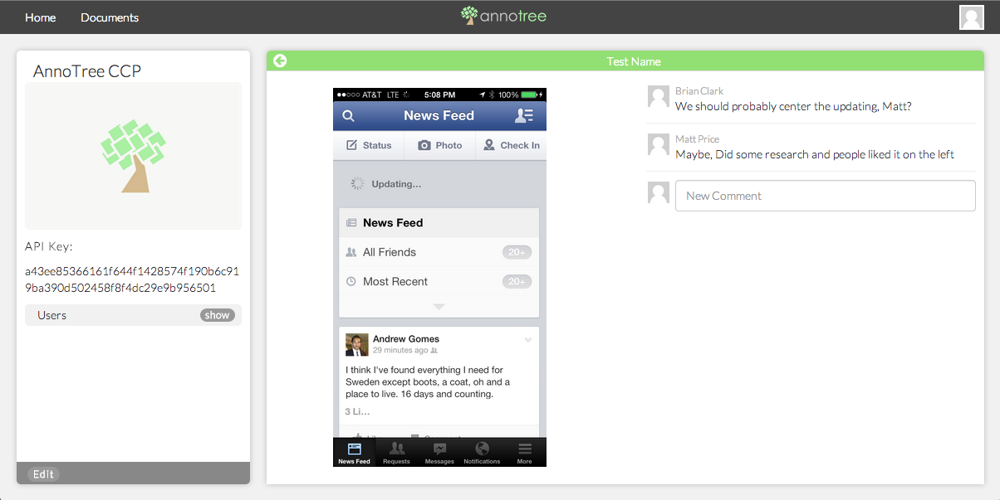 Home Documents annotree
AnnoTree CCP
API Key:
a43ee85366161f644f1428574f190b6c91
9ba390d502458f8f4dc29e9b956501
Users show
Edit
Test Name
AT&T LTE 5:08 PM 100%
News Feed
Status Photo Check In
Updating...
News Feed
All Friends 20+
Most Recent 20+
Andrew Gomes
29 minutes ago
I think I've found everything I need for
Sweden except boots, a coat, oh and a
place to live. 16 days and counting.
3 Li...
News Feed Requests Messages Notifications More
Brian Clark
We should probably center the updating, Matt?
Matt Price
Maybe, Did some research and people liked it on the left
New Comment